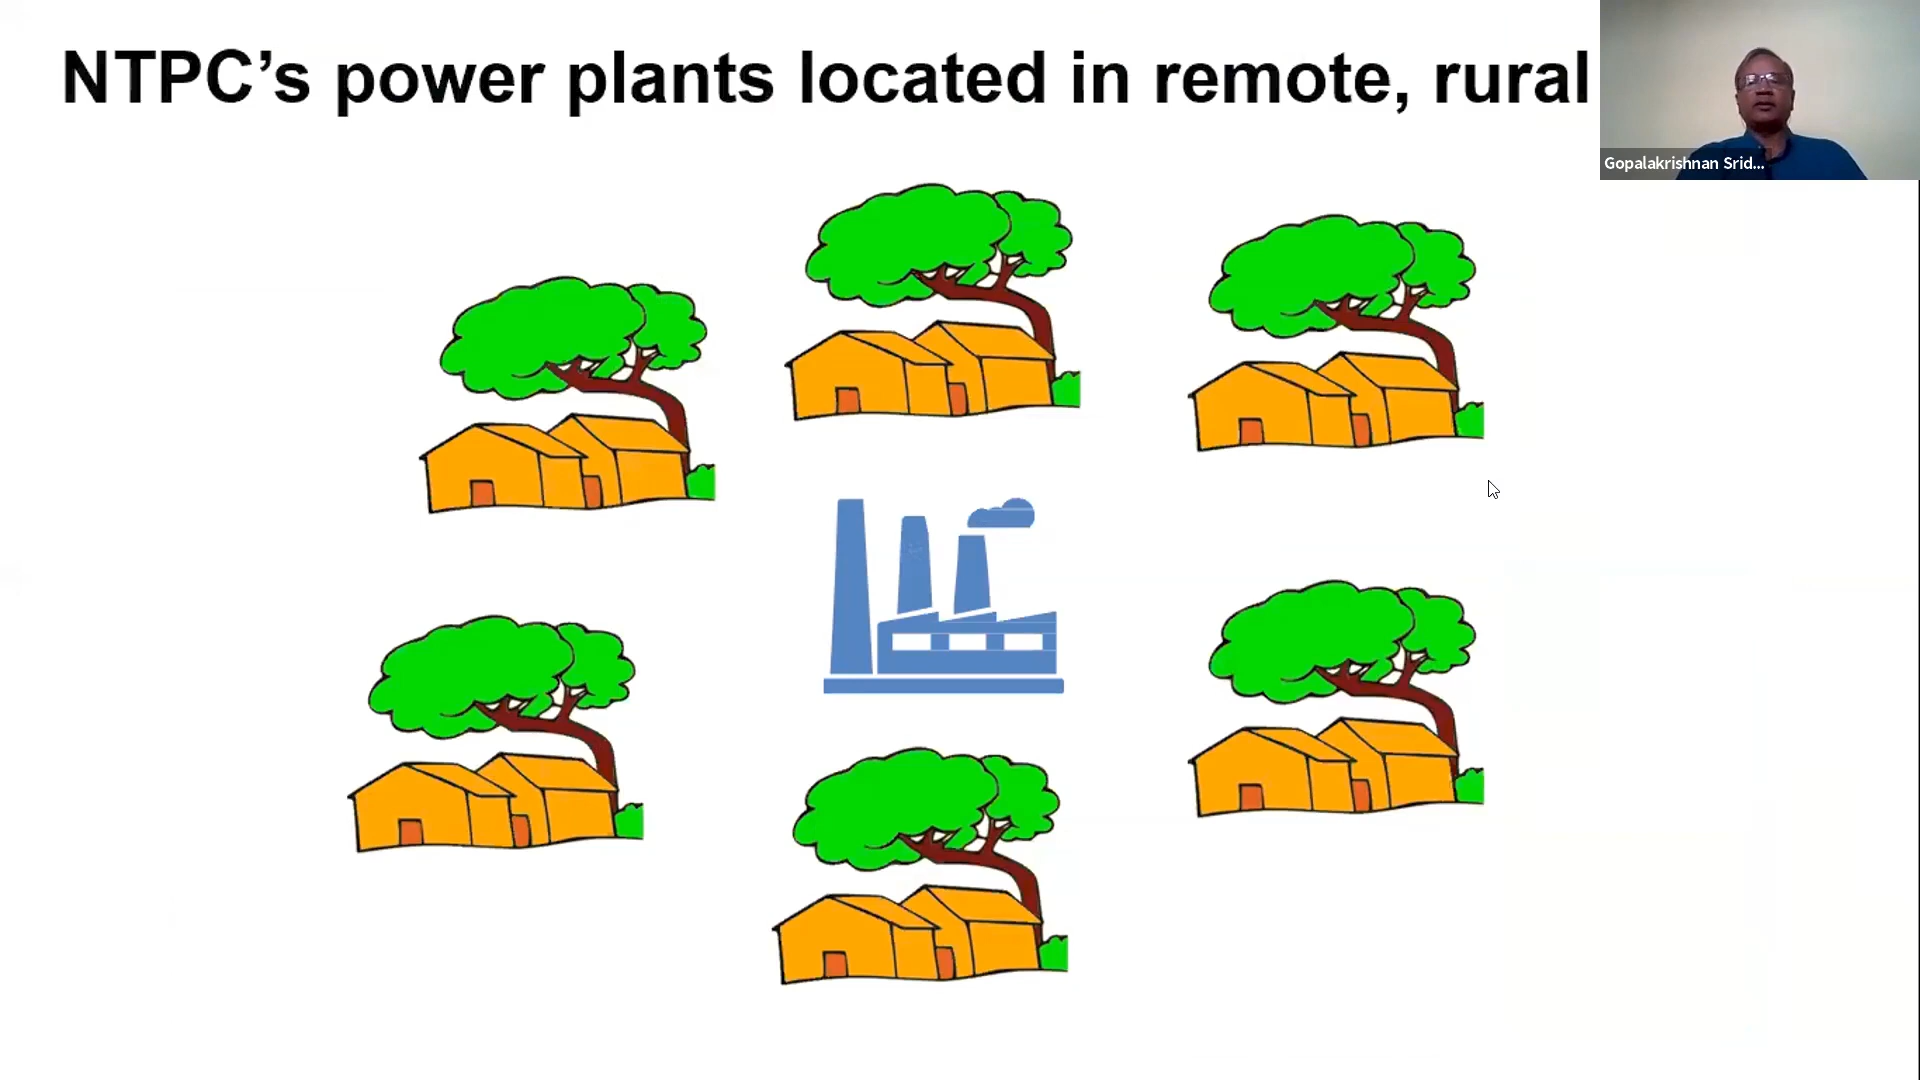 NTPC’s power plants located in remote, rural
Gopalakrishnan Srid...